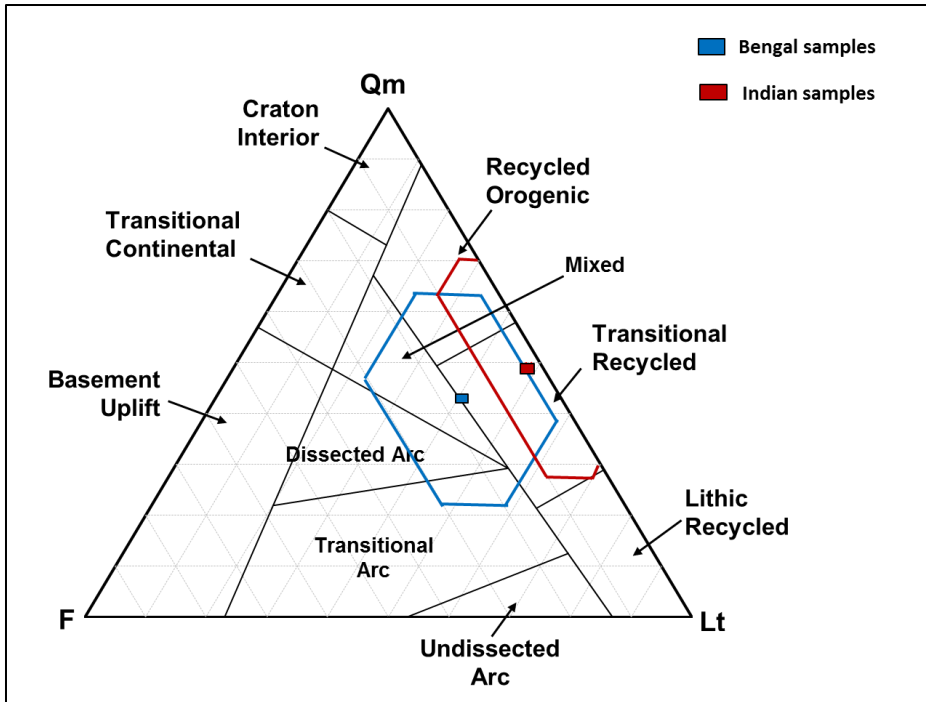 Bengal samples
Indian samples
Qm
Craton
Interior
Recycled
Orogenic
Transitional
Continental
Mixed
Transitional
Recycled
Basement
Uplift
Dissected Arc
Lithic
Recycled
Transitional
Arc
F
Lt
Undissected
Arc